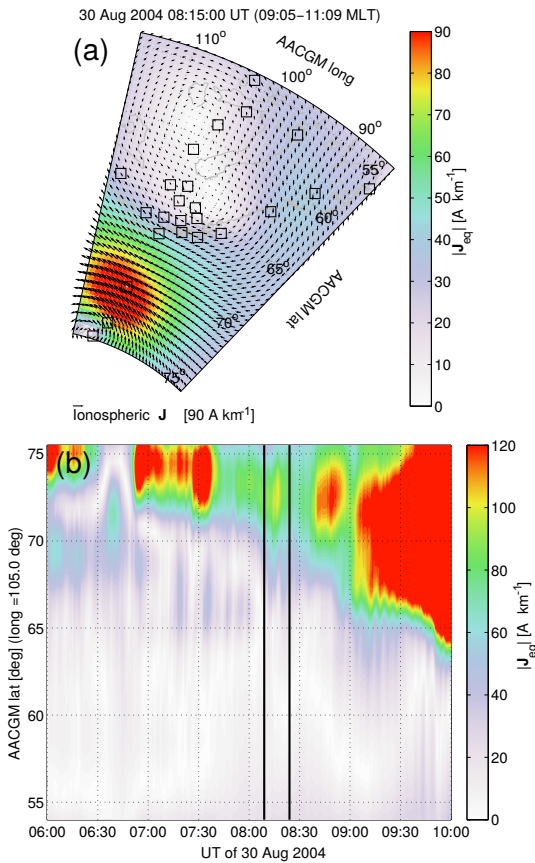 30 Aug 2004 08:15:00 UT (09:05−11:09 MLT)
(a)
110°
AACGM long
100°
90°
55°
60°
65°
70°
75°
AACGM lat
90
80
70
60
50
40
30
20
10
0
|J_eq| [A km⁻¹]
Ionospheric J [90 A km⁻¹]
(b)
75
70
65
60
55
AACGM lat [deg] (long =105.0 deg)
06:00 06:30 07:00 07:30 08:00 08:30 09:00 09:30 10:00
UT of 30 Aug 2004
120
100
80
60
40
20
0
|J_eq| [A km⁻¹]